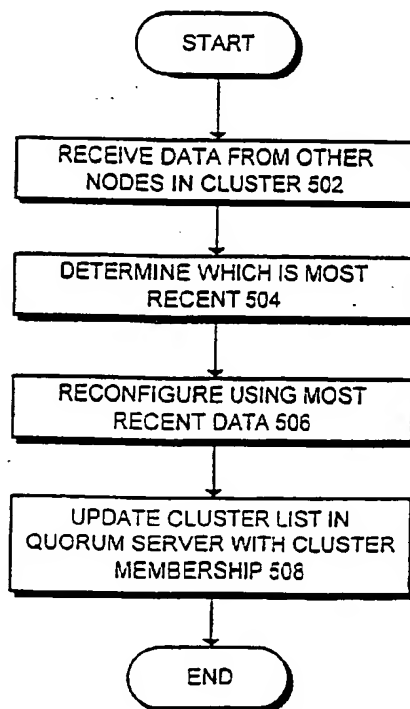 START
RECEIVE DATA FROM OTHER
NODES IN CLUSTER 502
DETERMINE WHICH IS MOST
RECENT 504
RECONFIGURE USING MOST
RECENT DATA 506
UPDATE CLUSTER LIST IN
QUORUM SERVER WITH CLUSTER
MEMBERSHIP 508
END